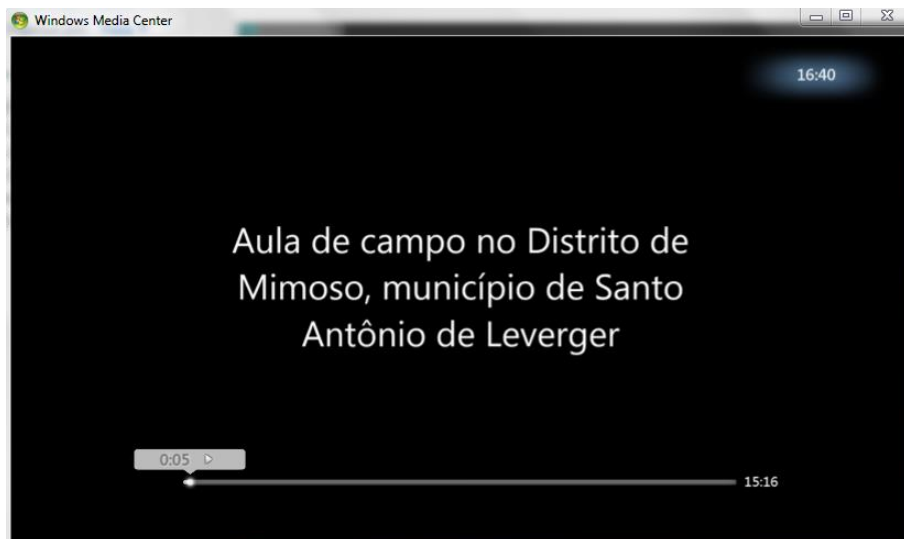 Windows Media Center
16:40
Aula de campo no Distrito de
Mimoso, município de Santo
Antônio de Leverger
0:05
15:16